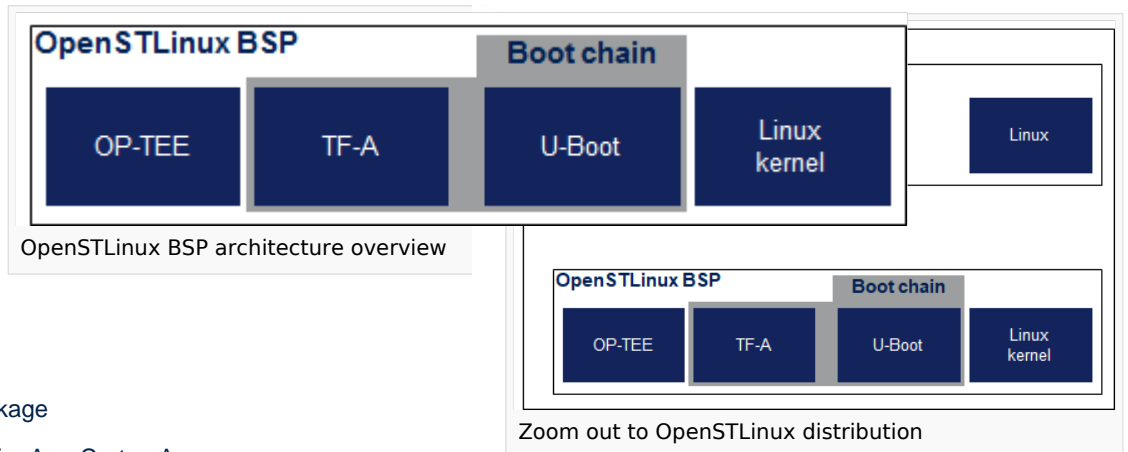 OpenSTLinux BSP
Boot chain
OP-TEE
TF-A
U-Boot
Linux
kernel
OpenSTLinux BSP architecture overview
Linux
OpenSTLinux BSP
Boot chain
OP-TEE
TF-A
U-Boot
Linux
kernel
Zoom out to OpenSTLinux distribution